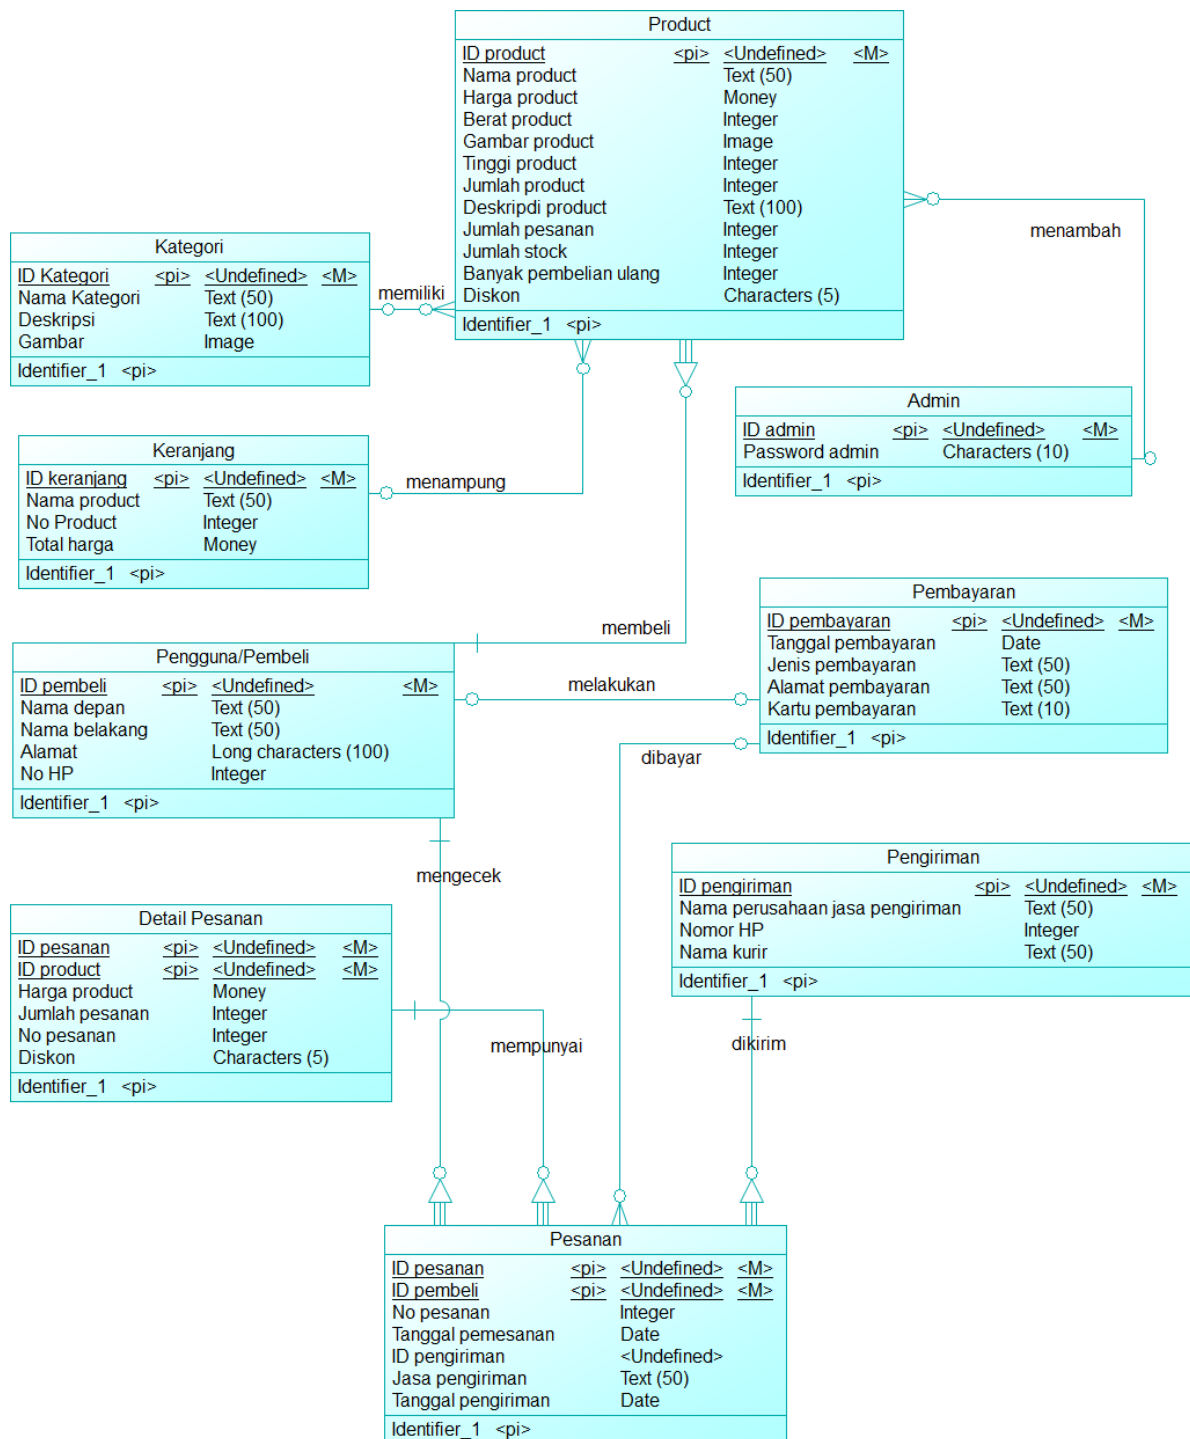 Product
ID product <pi> <Undefined> <M>
Nama product Text (50)
Harga product Money
Berat product Integer
Gambar product Image
Tinggi product Integer
Jumlah product Integer
Deskripdi product Text (100)
Jumlah pesanan Integer
Jumlah stock Integer
Banyak pembelian ulang Integer
Diskon Characters (5)
Identifier_1 <pi>
menambah
Kategori
ID Kategori <pi> <Undefined> <M>
Nama Kategori Text (50)
Deskripsi Text (100)
Gambar Image
Identifier_1 <pi>
memiliki
Admin
ID admin <pi> <Undefined> <M>
Password admin Characters (10)
Identifier_1 <pi>
Keranjang
ID keranjang <pi> <Undefined> <M>
Nama product Text (50)
No Product Integer
Total harga Money
Identifier_1 <pi>
menampung
membeli
Pembayaran
ID pembayaran <pi> <Undefined> <M>
Tanggal pembayaran Date
Jenis pembayaran Text (50)
Alamat pembayaran Text (50)
Kartu pembayaran Text (10)
Identifier_1 <pi>
Pengguna/Pembeli
ID pembeli <pi> <Undefined> <M>
Nama depan Text (50)
Nama belakang Text (50)
Alamat Long characters (100)
No HP Integer
Identifier_1 <pi>
melakukan
dibayar
mengecek
Pengiriman
ID pengiriman <pi> <Undefined> <M>
Nama perusahaan jasa pengiriman Text (50)
Nomor HP Integer
Nama kurir Text (50)
Identifier_1 <pi>
Detail Pesanan
ID pesanan <pi> <Undefined> <M>
ID product <pi> <Undefined> <M>
Harga product Money
Jumlah pesanan Integer
No pesanan Integer
Diskon Characters (5)
Identifier_1 <pi>
mempunyai
dikirim
Pesanan
ID pesanan <pi> <Undefined> <M>
ID pembeli <pi> <Undefined> <M>
No pesanan Integer
Tanggal pemesanan Date
ID pengiriman <Undefined>
Jasa pengiriman Text (50)
Tanggal pengiriman Date
Identifier_1 <pi>